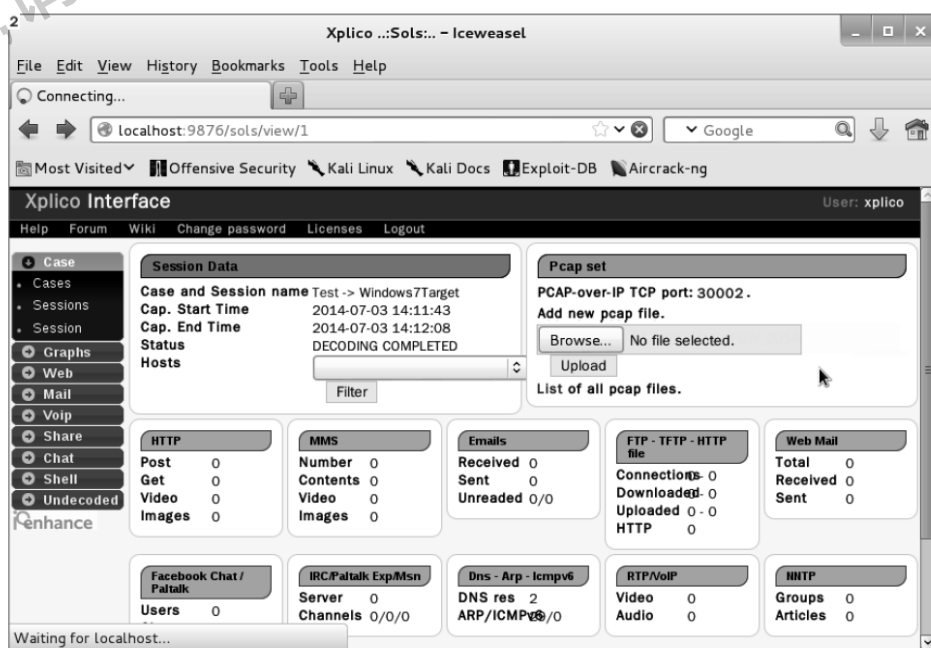 2
Xplico ..:Sols:.. – Iceweasel
File Edit View History Bookmarks Tools Help
Connecting...
localhost:9876/sols/view/1
Google
Most Visited Offensive Security Kali Linux Kali Docs Exploit-DB Aircrack-ng
Xplico Interface
User: xplico
Help Forum Wiki Change password Licenses Logout
Case
Cases
Sessions
Session
Graphs
Web
Mail
Voip
Share
Chat
Shell
Undecoded
enhance
Session Data
Case and Session name Test -> Windows7Target
Cap. Start Time 2014-07-03 14:11:43
Cap. End Time 2014-07-03 14:12:08
Status DECODING COMPLETED
Hosts
Filter
Pcap set
PCAP-over-IP TCP port: 30002.
Add new pcap file.
Browse... No file selected.
Upload
List of all pcap files.
HTTP
Post 0
Get 0
Video 0
Images 0
MMS
Number 0
Contents 0
Video 0
Images 0
Emails
Received 0
Sent 0
Unreaded 0/0
FTP - TFTP - HTTP
file
Connections 0 - 0
Downloaded 0 - 0
Uploaded 0 - 0
HTTP 0
Web Mail
Total 0
Received 0
Sent 0
Facebook Chat /
Paltalk
Users 0
IRC/Paltalk Exp/Msn
Server 0
Channels 0/0/0
Dns - Arp - Icmpv6
DNS res 2
ARP/ICMPv6
RTP/VoIP
Video 0
Audio 0
NNTP
Groups 0
Articles 0
Waiting for localhost...